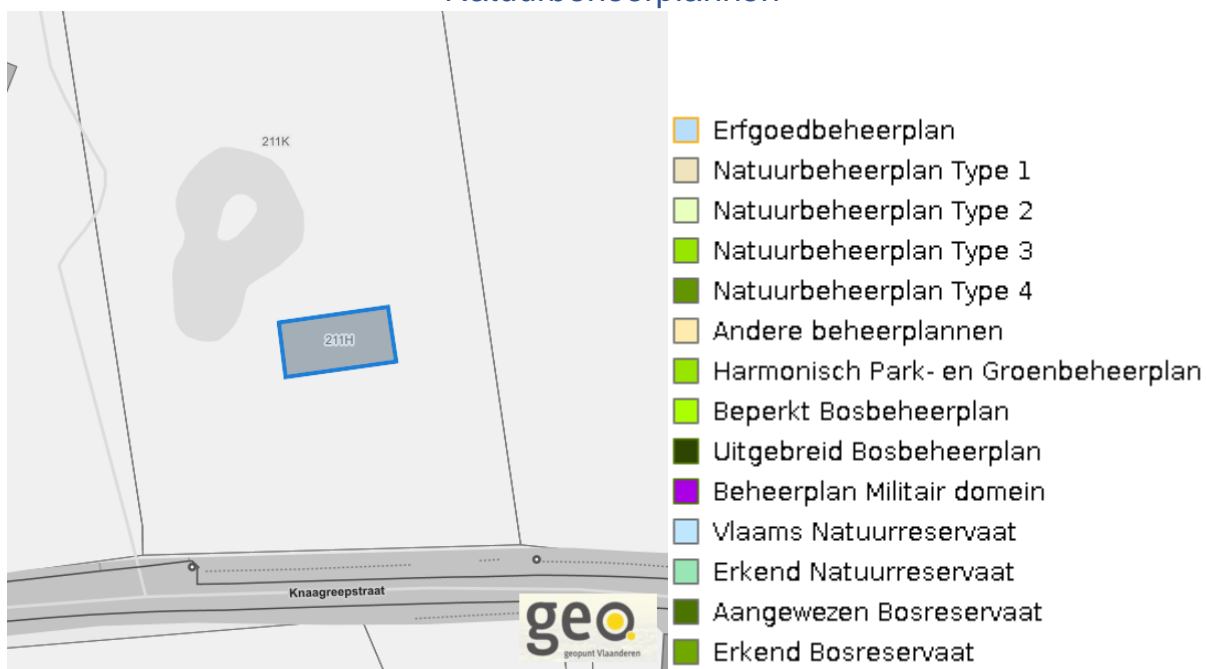 Natuurbeheerplannen
211K
211H
Knaagreepstraat
geo
geopunt Vlaanderen
Erfgoedbeheerplan
Natuurbeheerplan Type 1
Natuurbeheerplan Type 2
Natuurbeheerplan Type 3
Natuurbeheerplan Type 4
Andere beheerplannen
Harmonisch Park- en Groenbeheerplan
Beperkt Bosbeheerplan
Uitgebreid Bosbeheerplan
Beheerplan Militair domein
Vlaams Natuurreservaat
Erkend Natuurreservaat
Aangewezen Bosreservaat
Erkend Bosreservaat